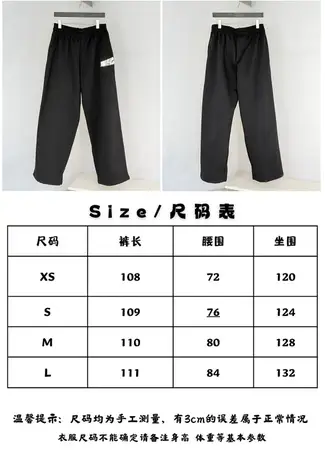 Size/尺码表
尺码 裤长 腰围 坐围
XS 108 72 120
S 109 76 124
M 110 80 128
L 111 84 132
温馨提示：尺码均为手工测量，有3cm的误差属于正常情况
衣服尺码不能确定请备注身高 体重等基本参数